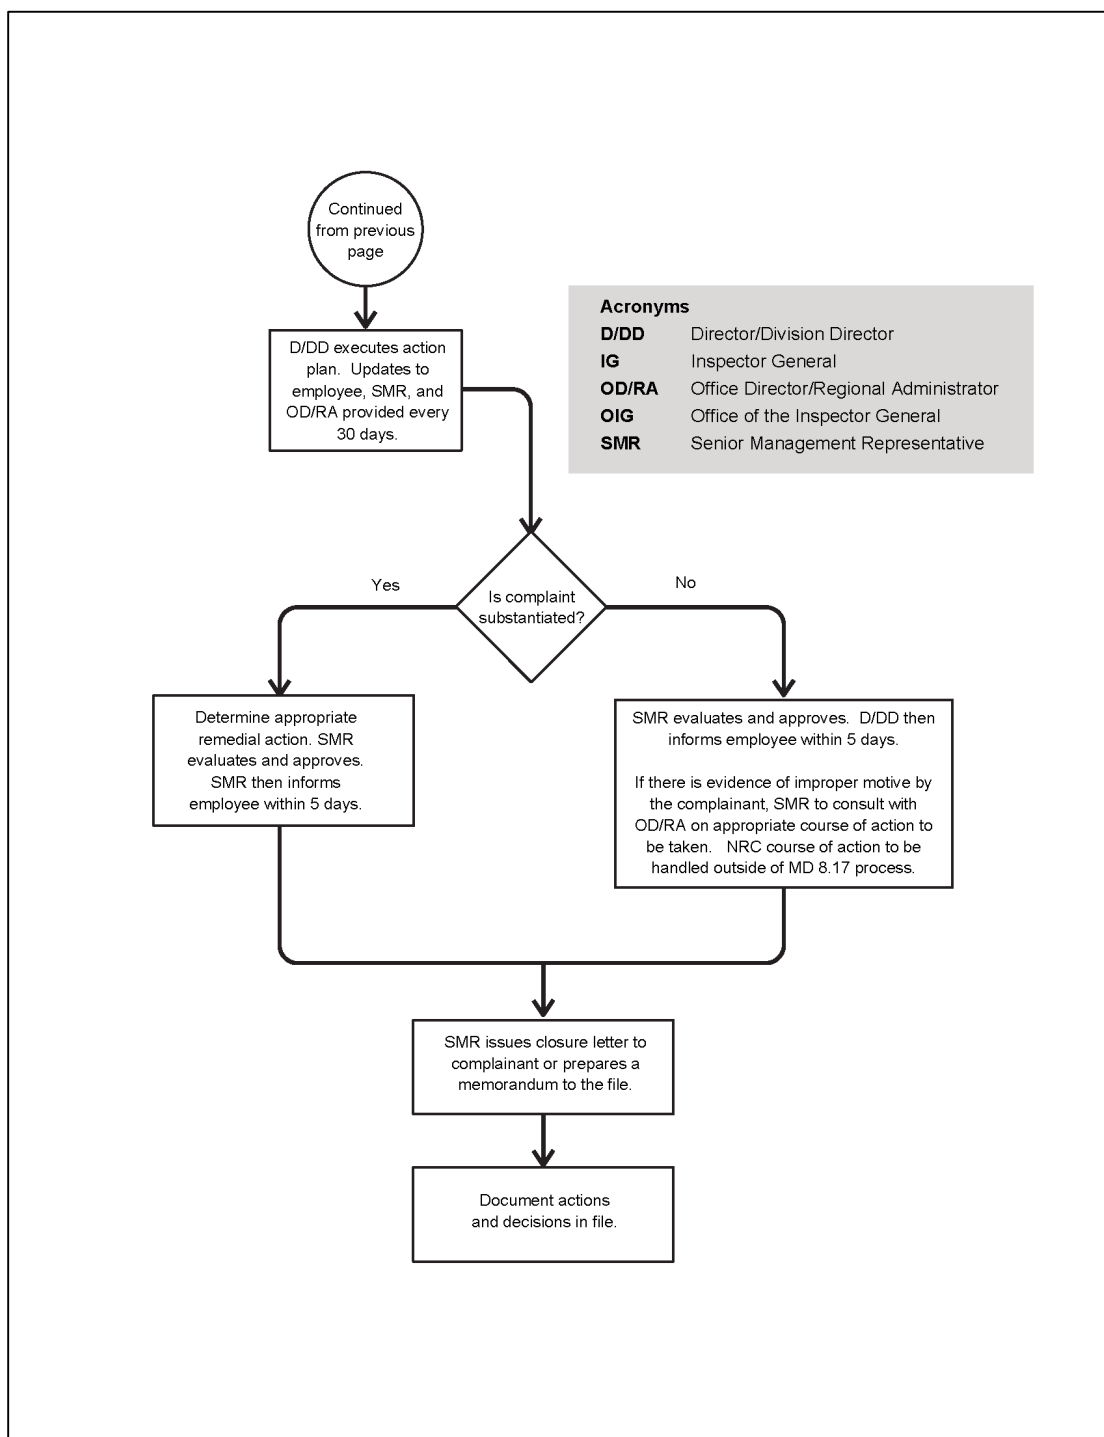 Continued
from previous
page
D/DD executes action
plan.  Updates to
employee, SMR, and
OD/RA provided every
30 days.
Acronyms
D/DD Director/Division Director
IG Inspector General
OD/RA Office Director/Regional Administrator
OIG Office of the Inspector General
SMR Senior Management Representative
Is complaint
substantiated?
Yes
No
Determine appropriate
remedial action. SMR
evaluates and approves.
SMR then informs
employee within 5 days.
SMR evaluates and approves.  D/DD then
informs employee within 5 days.
If there is evidence of improper motive by
the complainant, SMR to consult with
OD/RA on appropriate course of action to
be taken.   NRC course of action to be
handled outside of MD 8.17 process.
SMR issues closure letter to
complainant or prepares a
memorandum to the file.
Document actions
and decisions in file.